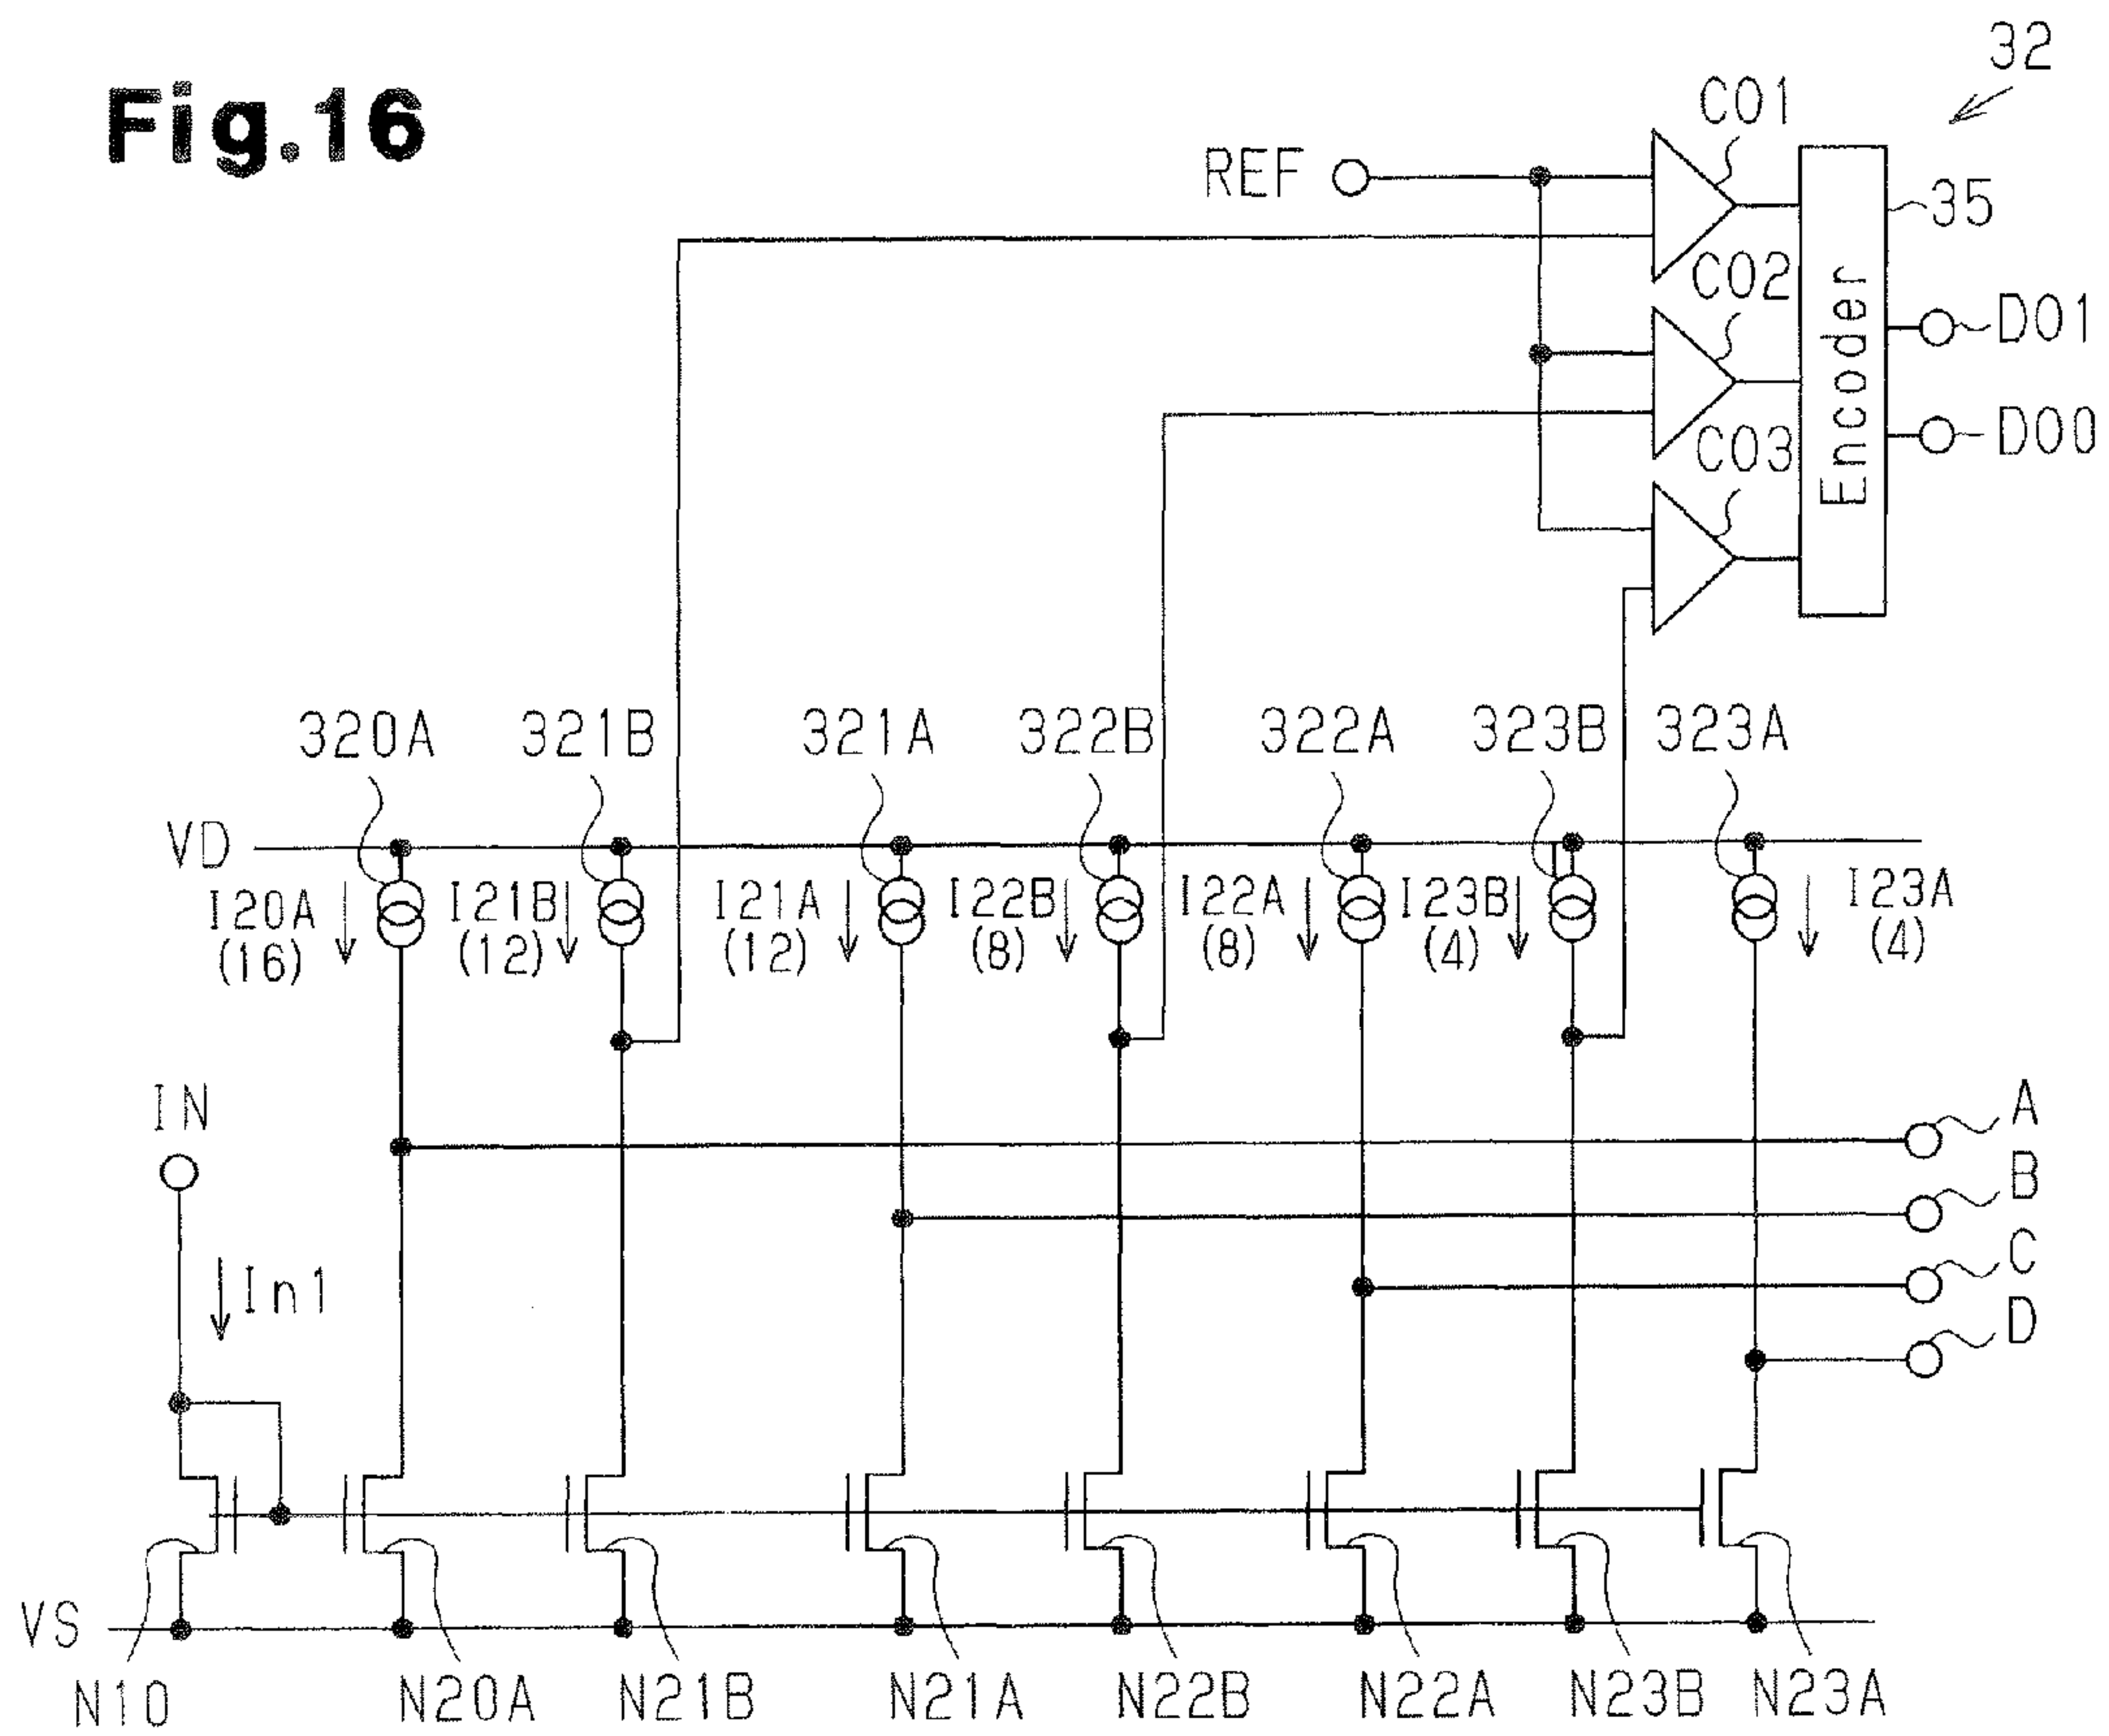 Fig.16
32
C01
REF
35
C02
D01
Encoder
D00
C03
320A 321B 321A 322B 322A 323B 323A
VD
I20A (16)
I21B (12)
I21A (12)
I22B (8)
I22A (8)
I23B (4)
I23A (4)
IN
A
B
C
D
In1
VS
N10 N20A N21B N21A N22B N22A N23B N23A